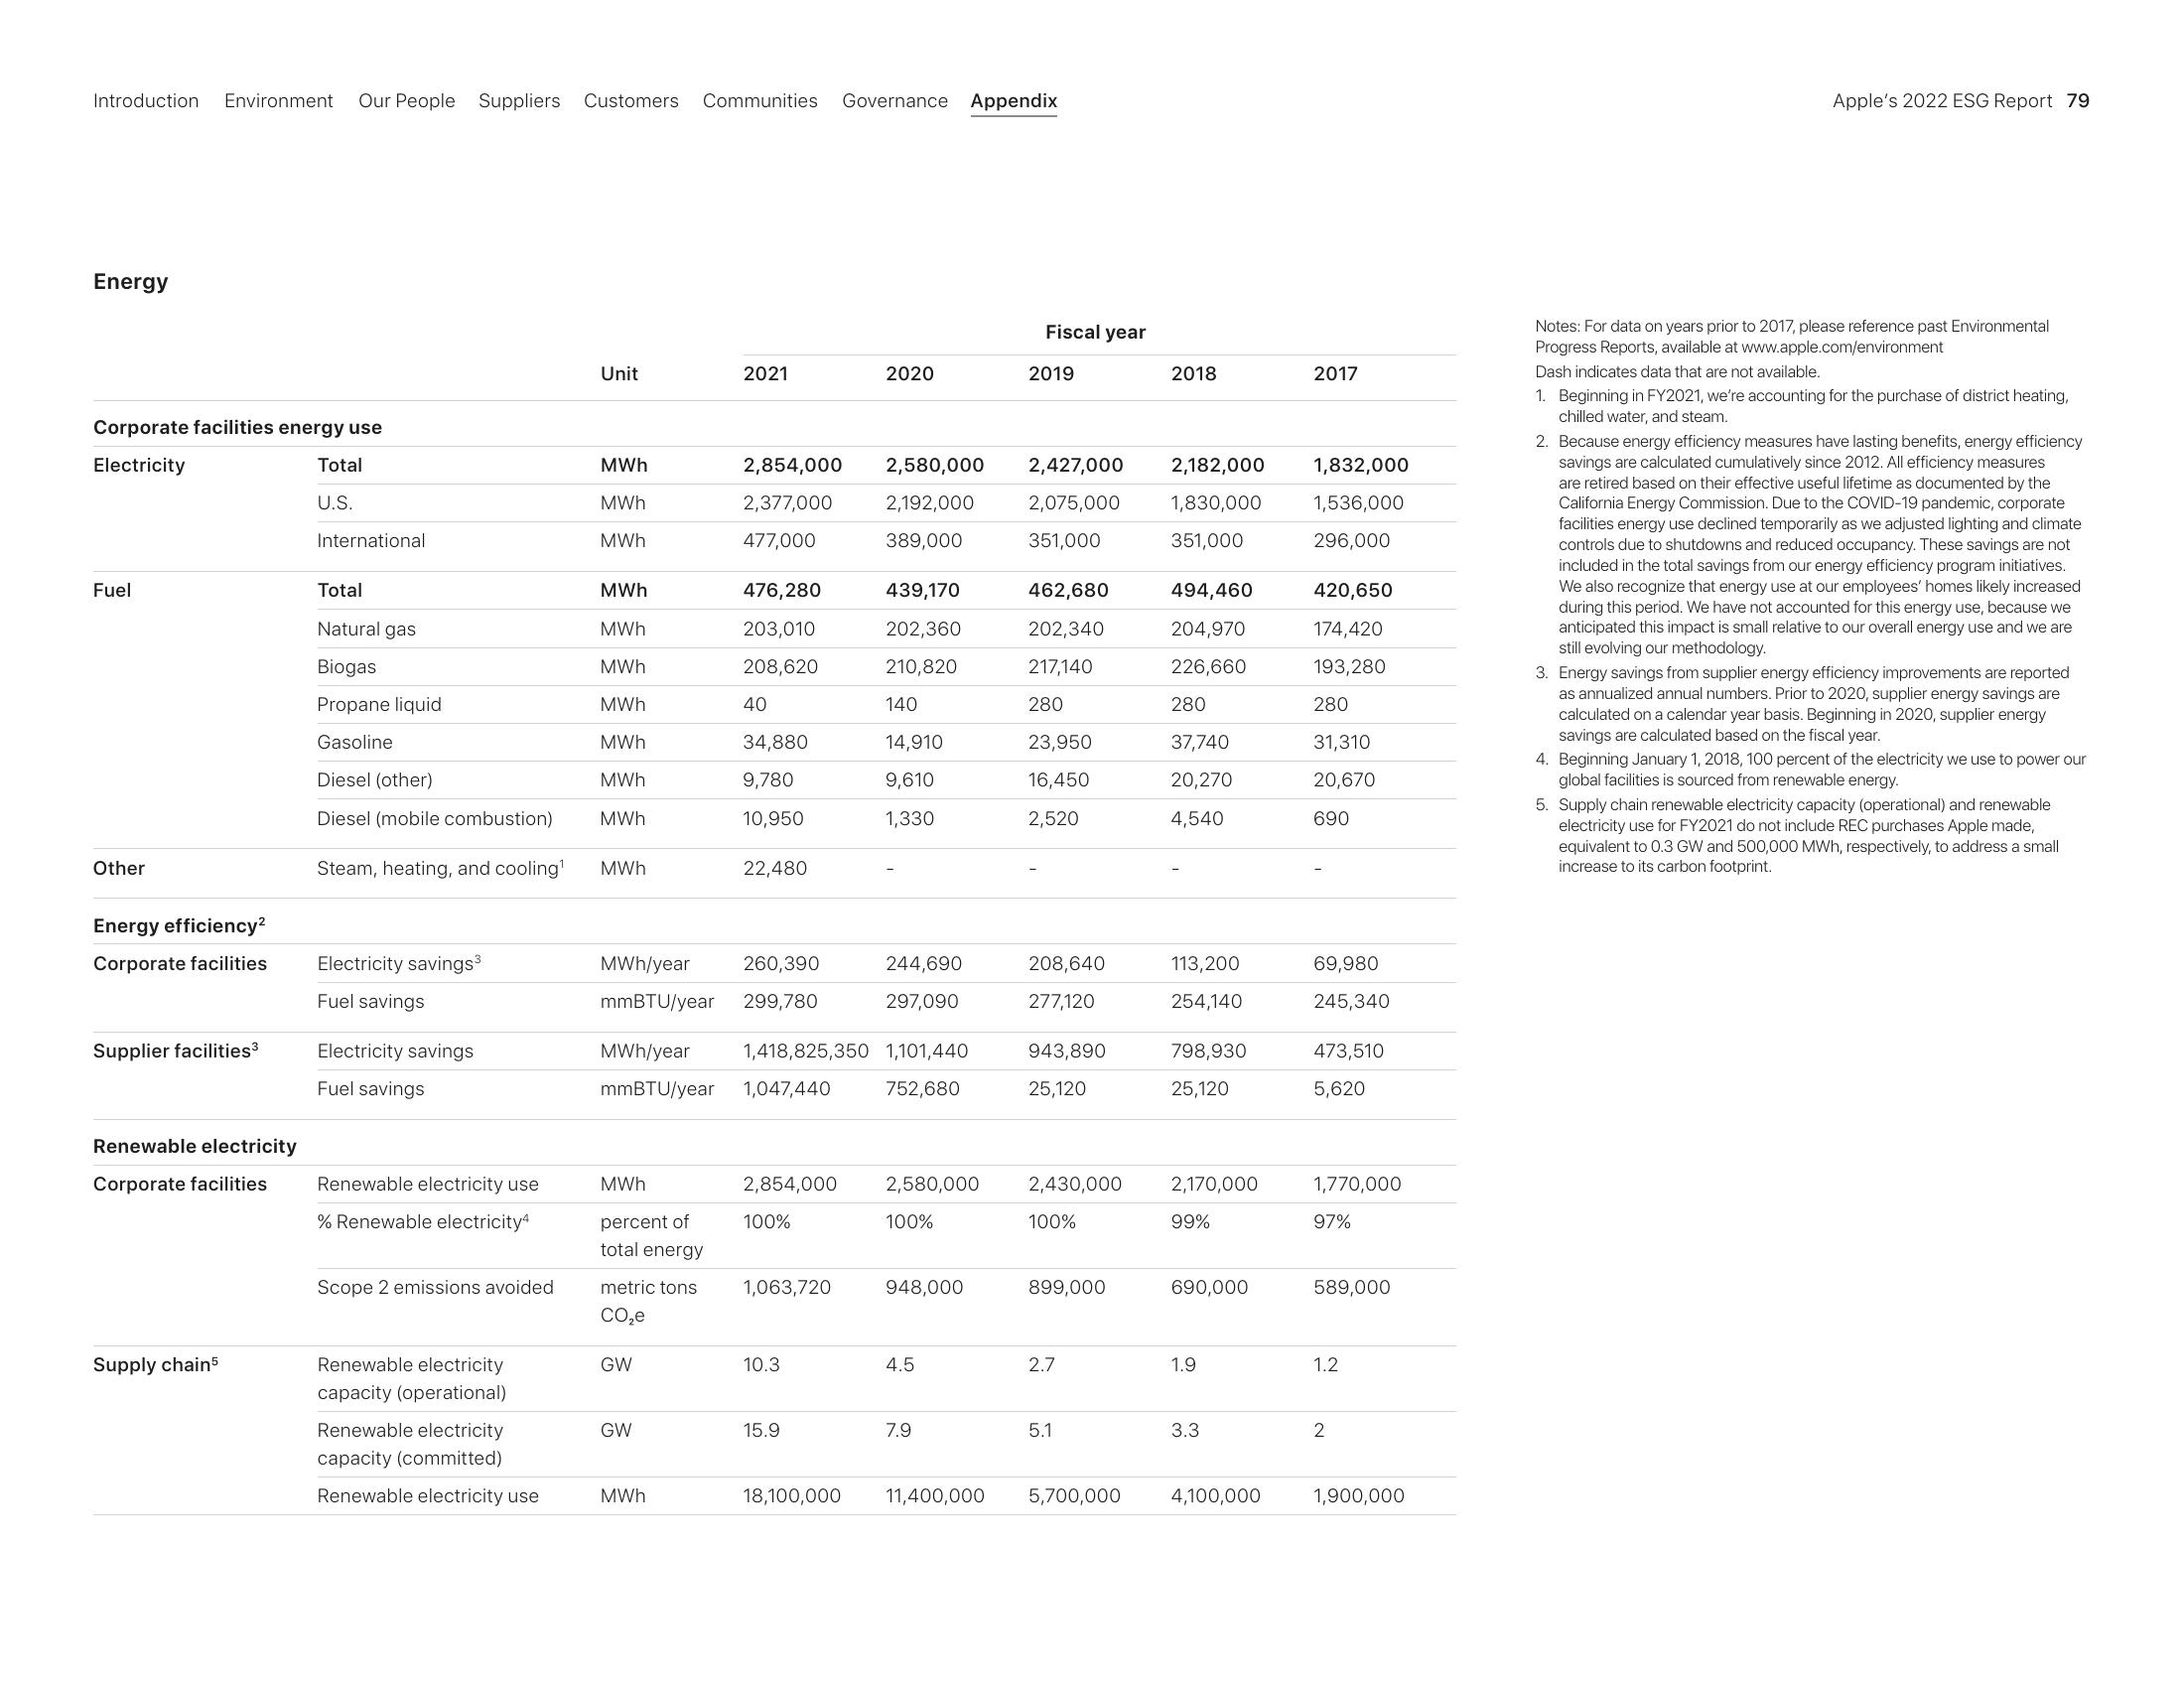 Introduction Environment Our People Suppliers Customers Communities Governance Appendix Apple's 2022 ESG Report 79
Energy
Fiscal year
Unit 2021 2020 2019 2018 2017
Corporate facilities energy use
Electricity Total MWh 2,854,000 2,580,000 2,427,000 2,182,000 1,832,000
U.S. MWh 2,377,000 2,192,000 2,075,000 1,830,000 1,536,000
International MWh 477,000 389,000 351,000 351,000 296,000
Fuel Total MWh 476,280 439,170 462,680 494,460 420,650
Natural gas MWh 203,010 202,360 202,340 204,970 174,420
Biogas MWh 208,620 210,820 217,140 226,660 193,280
Propane liquid MWh 40 140 280 280 280
Gasoline MWh 34,880 14,910 23,950 37,740 31,310
Diesel (other) MWh 9,780 9,610 16,450 20,270 20,670
Diesel (mobile combustion) MWh 10,950 1,330 2,520 4,540 690
Other Steam, heating, and cooling¹ MWh 22,480 - - - -
Energy efficiency²
Corporate facilities Electricity savings³ MWh/year 260,390 244,690 208,640 113,200 69,980
Fuel savings mmBTU/year 299,780 297,090 277,120 254,140 245,340
Supplier facilities³ Electricity savings MWh/year 1,418,825,350 1,101,440 943,890 798,930 473,510
Fuel savings mmBTU/year 1,047,440 752,680 25,120 25,120 5,620
Renewable electricity
Corporate facilities Renewable electricity use MWh 2,854,000 2,580,000 2,430,000 2,170,000 1,770,000
% Renewable electricity⁴ percent of 100% 100% 100% 99% 97%
total energy
Scope 2 emissions avoided metric tons 1,063,720 948,000 899,000 690,000 589,000
CO₂e
Supply chain⁵ Renewable electricity GW 10.3 4.5 2.7 1.9 1.2
capacity (operational)
Renewable electricity GW 15.9 7.9 5.1 3.3 2
capacity (committed)
Renewable electricity use MWh 18,100,000 11,400,000 5,700,000 4,100,000 1,900,000
Notes: For data on years prior to 2017, please reference past Environmental
Progress Reports, available at www.apple.com/environment
Dash indicates data that are not available.
1. Beginning in FY2021, we're accounting for the purchase of district heating,
chilled water, and steam.
2. Because energy efficiency measures have lasting benefits, energy efficiency
savings are calculated cumulatively since 2012. All efficiency measures
are retired based on their effective useful lifetime as documented by the
California Energy Commission. Due to the COVID-19 pandemic, corporate
facilities energy use declined temporarily as we adjusted lighting and climate
controls due to shutdowns and reduced occupancy. These savings are not
included in the total savings from our energy efficiency program initiatives.
We also recognize that energy use at our employees' homes likely increased
during this period. We have not accounted for this energy use, because we
anticipated this impact is small relative to our overall energy use and we are
still evolving our methodology.
3. Energy savings from supplier energy efficiency improvements are reported
as annualized annual numbers. Prior to 2020, supplier energy savings are
calculated on a calendar year basis. Beginning in 2020, supplier energy
savings are calculated based on the fiscal year.
4. Beginning January 1, 2018, 100 percent of the electricity we use to power our
global facilities is sourced from renewable energy.
5. Supply chain renewable electricity capacity (operational) and renewable
electricity use for FY2021 do not include REC purchases Apple made,
equivalent to 0.3 GW and 500,000 MWh, respectively, to address a small
increase to its carbon footprint.